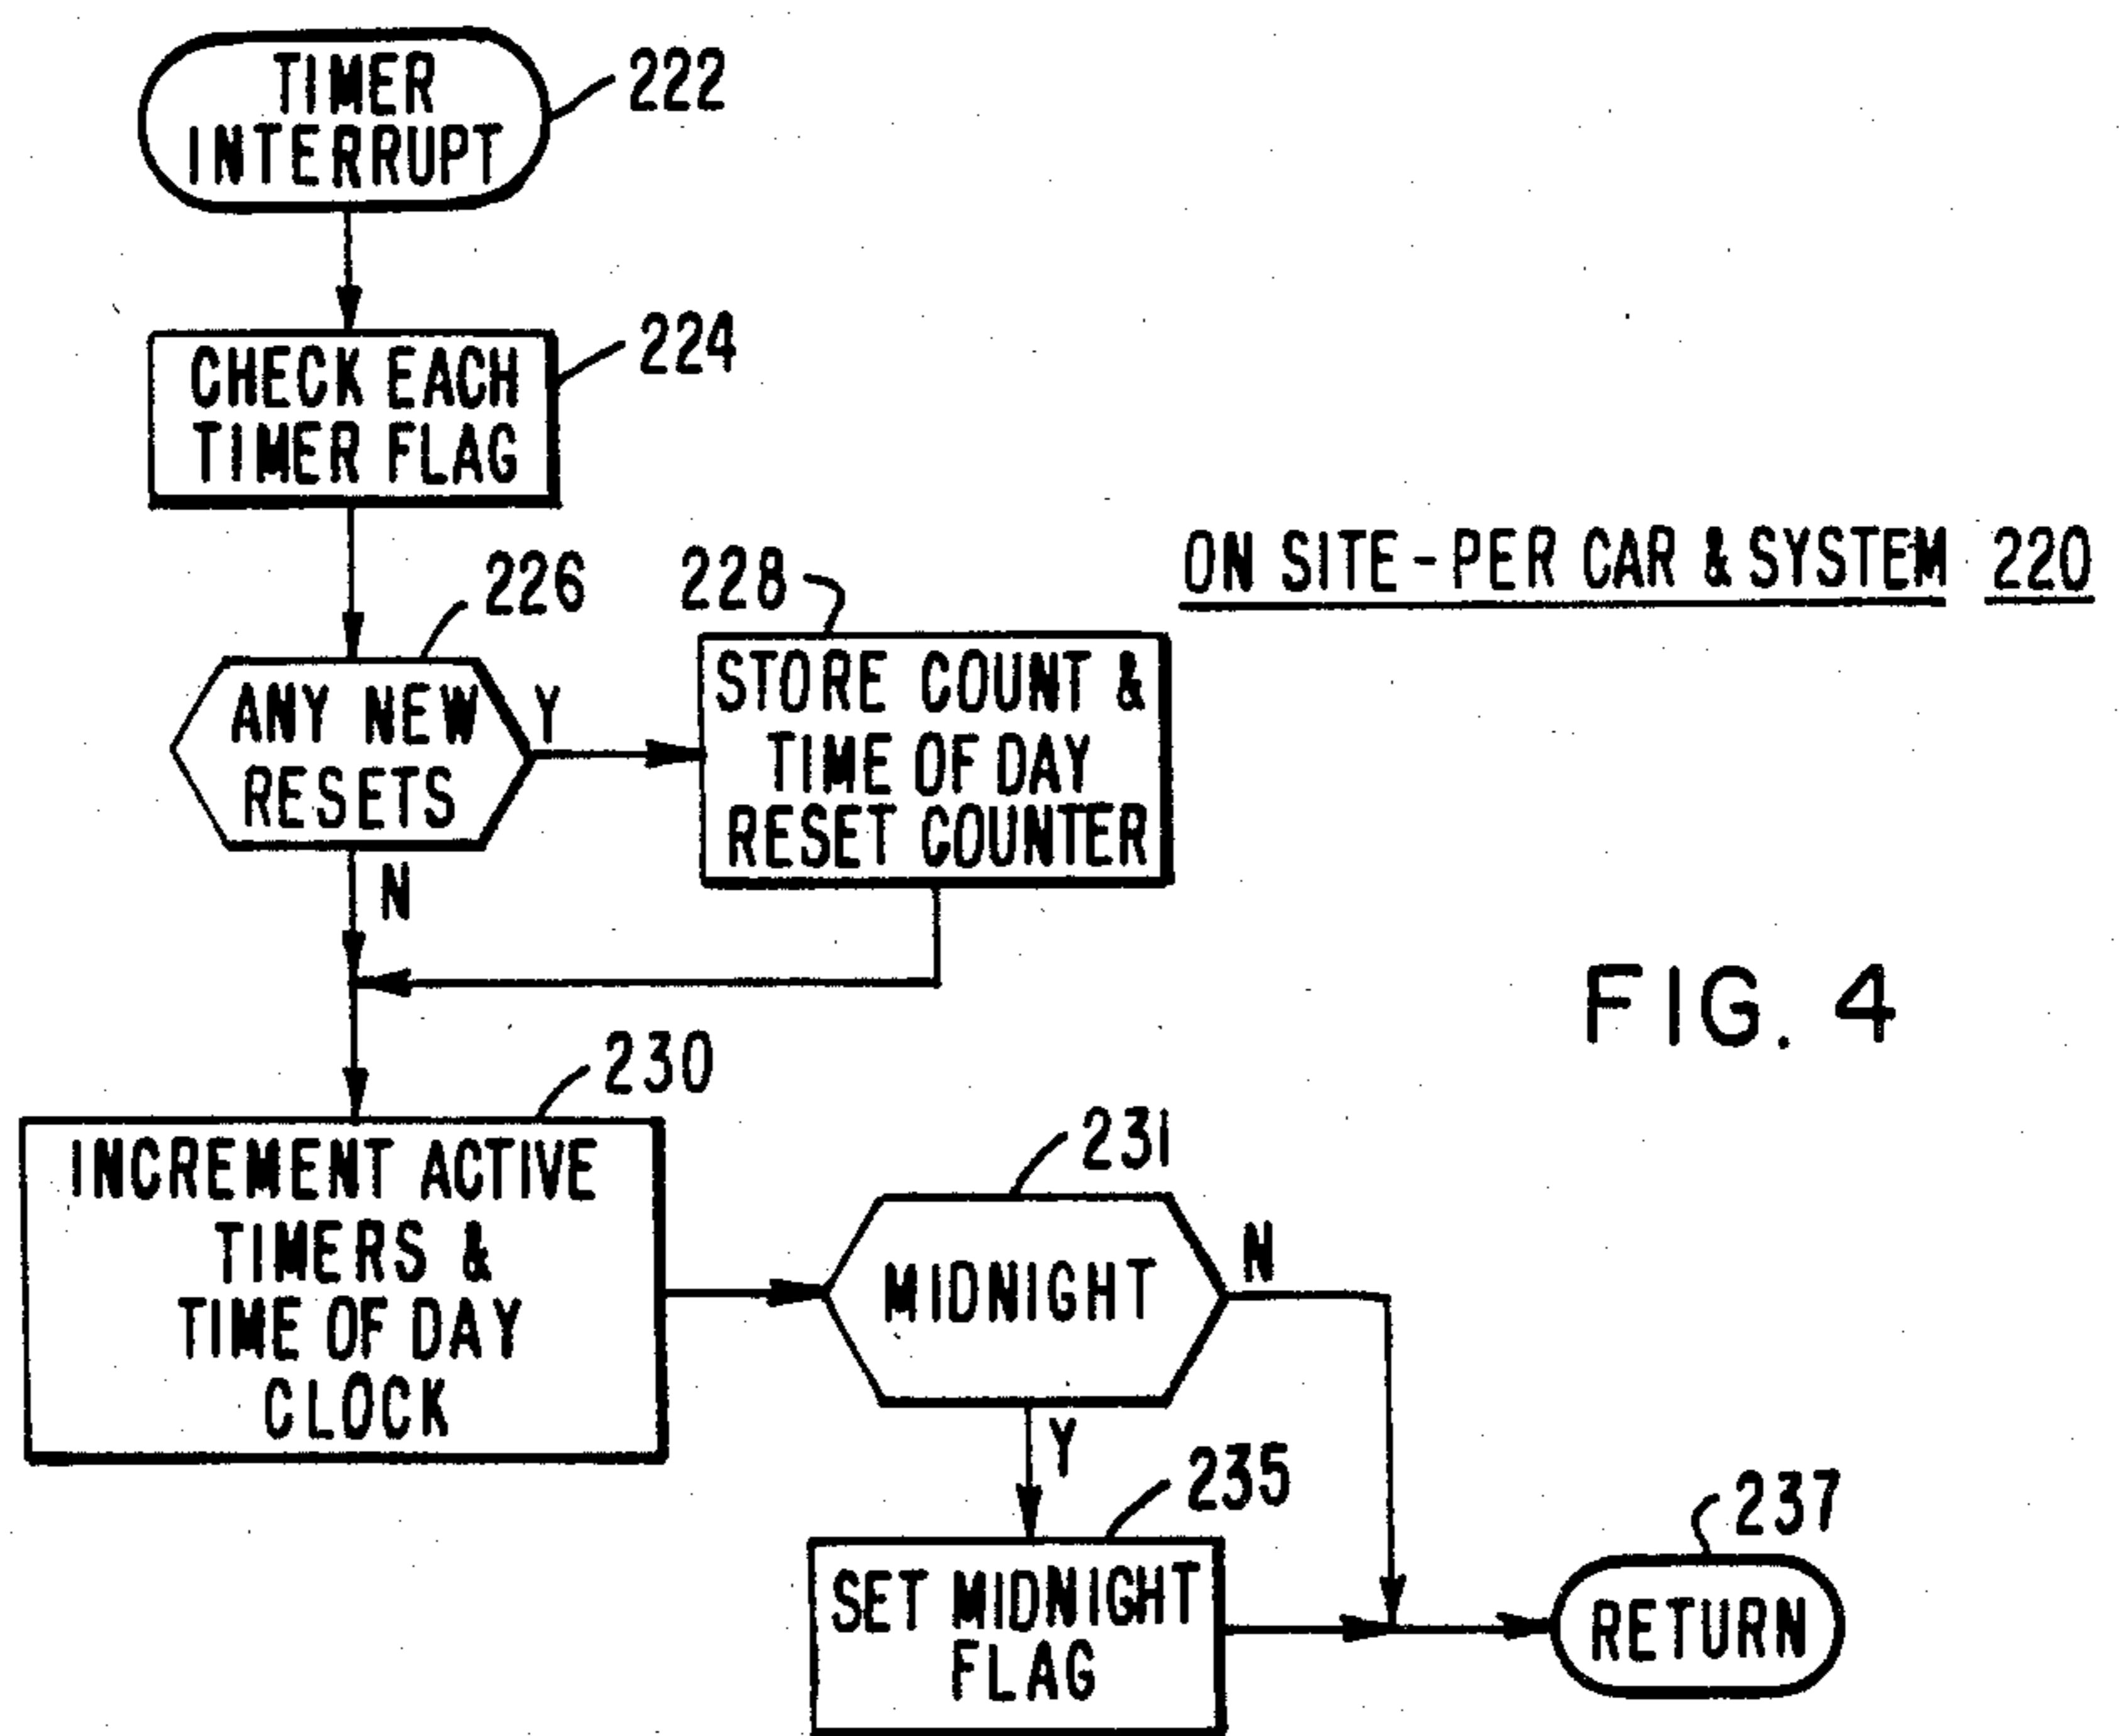 TIMER
INTERRUPT
222
CHECK EACH
TIMER FLAG
224
ON SITE - PER CAR & SYSTEM 220
226
ANY NEW
RESETS
Y
N
228
STORE COUNT &
TIME OF DAY
RESET COUNTER
FIG. 4
230
INCREMENT ACTIVE
TIMERS &
TIME OF DAY
CLOCK
231
MIDNIGHT
N
Y
235
SET MIDNIGHT
FLAG
237
RETURN